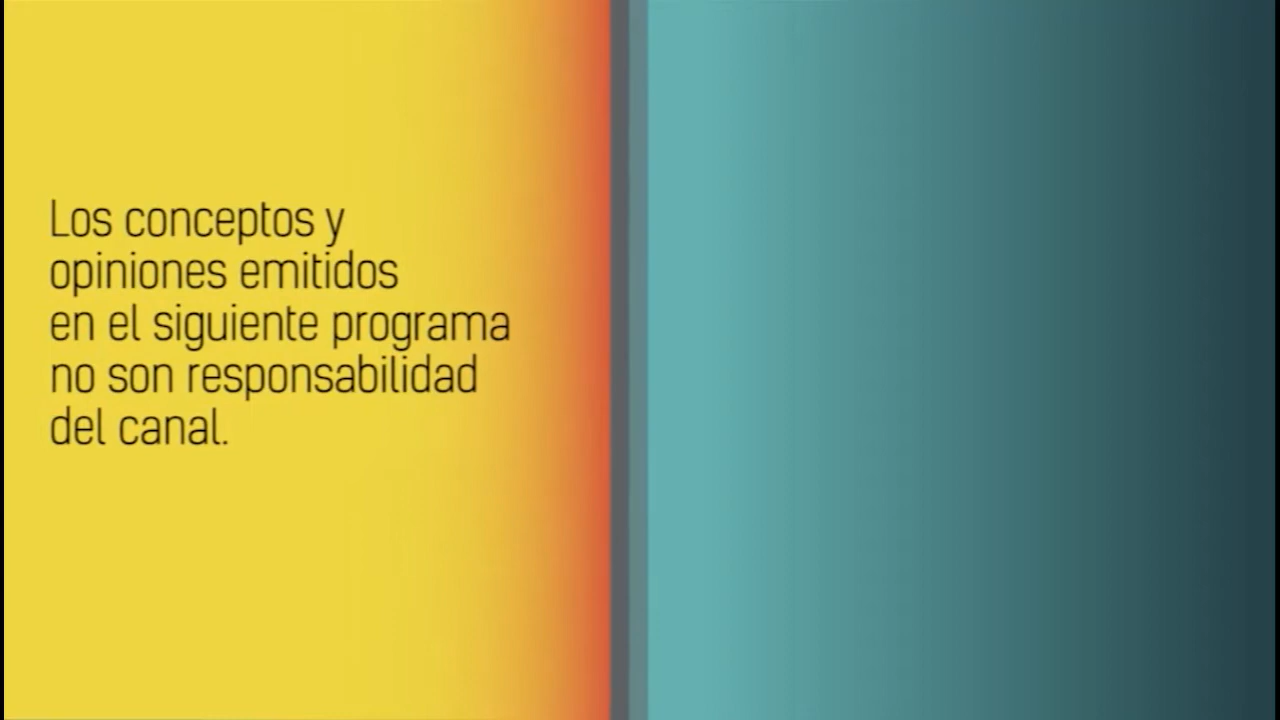 Los conceptos y
opiniones emitidos
en el siguiente programa
no son responsabilidad
del canal.